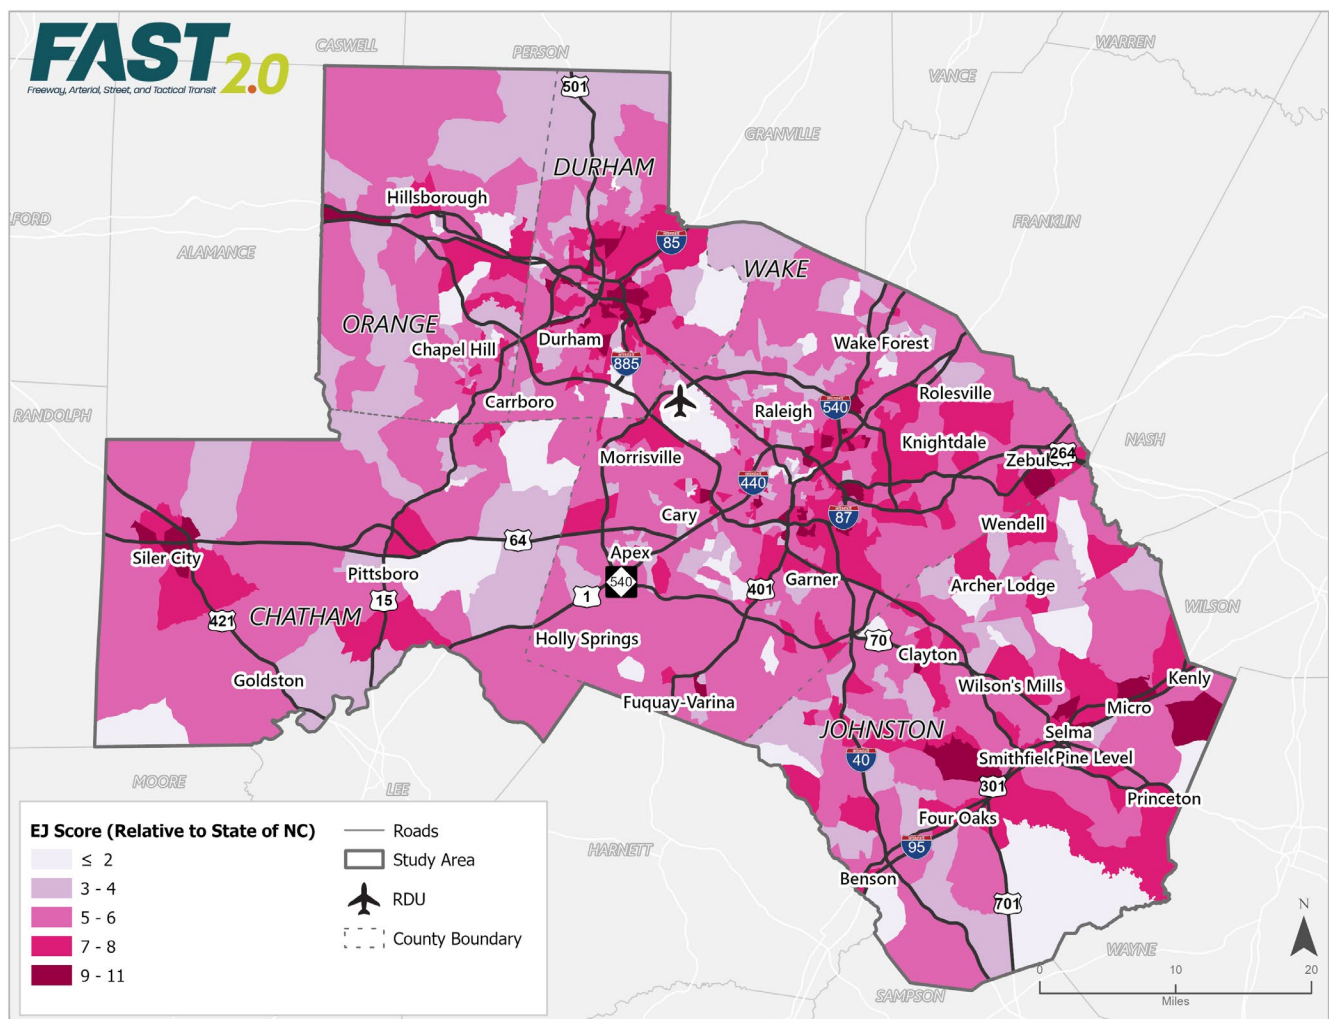 FAST 2.0
Freeway, Arterial, Street, and Tactical Transit
CASWELL
PERSON
WARREN
VANCE
GRANVILLE
501
DURHAM
Hillsborough
FRANKLIN
ALAMANCE
85
WAKE
ORANGE
Chapel Hill
Durham
Wake Forest
885
Carrboro
Rolesville
RANDOLPH
Raleigh
540
Knightdale
NASH
Morrisville
264
440
Cary
87
Wendell
64
Siler City
Apex
Pittsboro
540
Garner
Archer Lodge
15
1
401
WILSON
CHATHAM
421
Holly Springs
70
Clayton
Goldston
Wilson's Mills
Kenly
Fuquay-Varina
Micro
JOHNSTON
Selma
40
Smithfield
Pine Level
MOORE
LEE
301
Princeton
Four Oaks
HARNETT
95
Benson
701
WAYNE
SAMPSON
EJ Score (Relative to State of NC)
≤ 2
3 - 4
5 - 6
7 - 8
9 - 11
Roads
Study Area
RDU
County Boundary
N
0 10 20
Miles